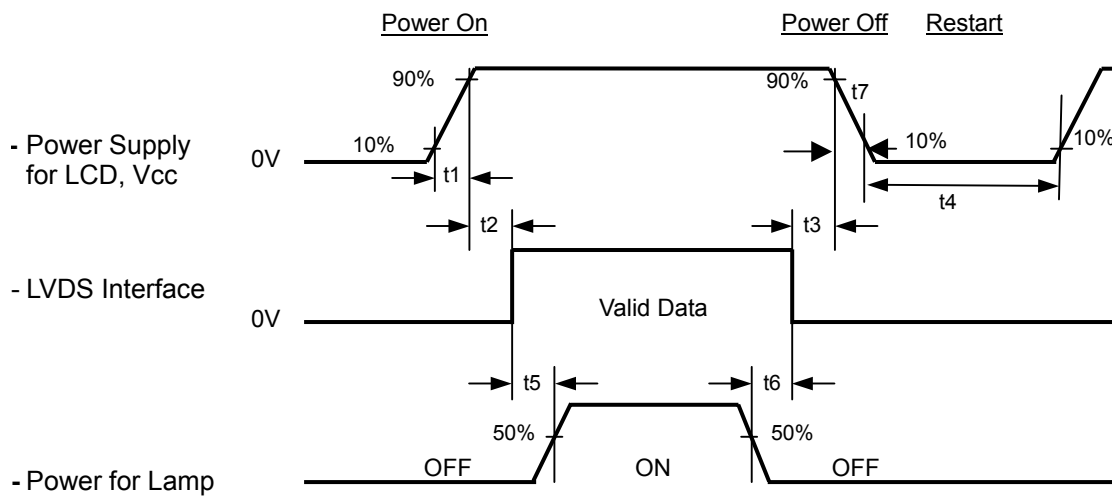 Power On
Power Off Restart
90%
90%
t7
- Power Supply
for LCD, Vcc
0V
10%
10%
10%
t1
t4
t2
t3
- LVDS Interface
Valid Data
0V
t5
t6
50%
50%
- Power for Lamp
OFF
ON
OFF